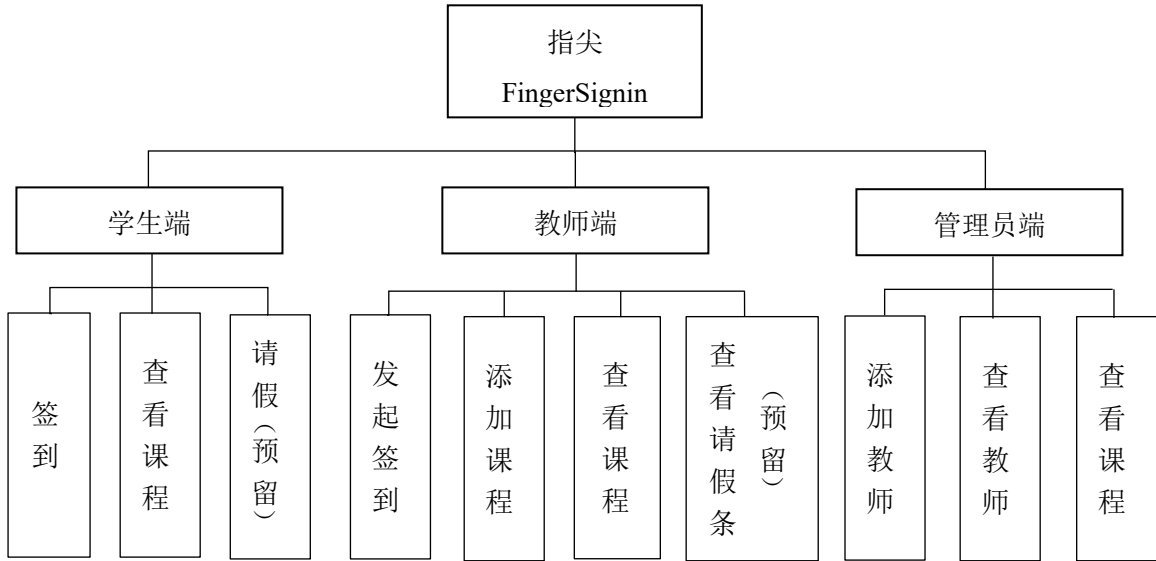 指尖
FingerSignin
学生端
教师端
管理员端
签到
查看课程
请假（预留）
发起签到
添加课程
查看课程
查看请假条
（预留）
添加教师
查看教师
查看课程